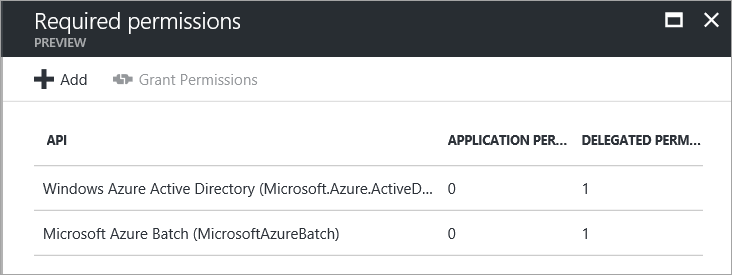 Required permissions
PREVIEW
Add Grant Permissions
API APPLICATION PER... DELEGATED PERM...
Windows Azure Active Directory (Microsoft.Azure.ActiveD... 0 1
Microsoft Azure Batch (MicrosoftAzureBatch) 0 1